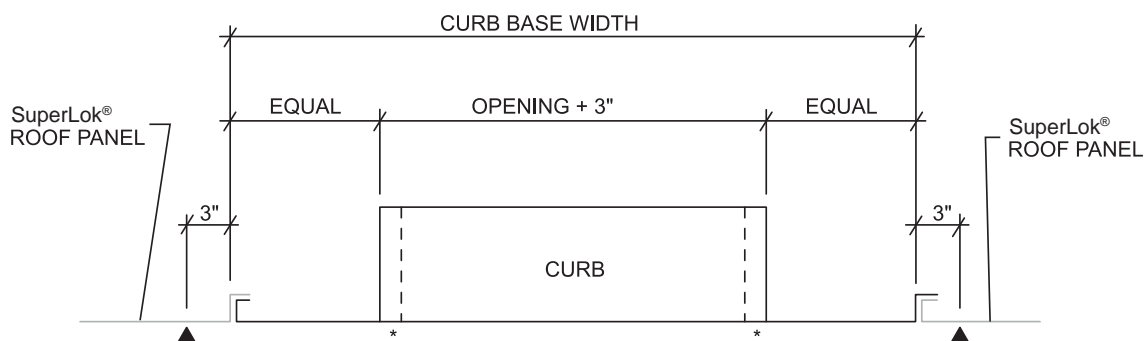 CURB BASE WIDTH
EQUAL
OPENING + 3"
EQUAL
SuperLok®
ROOF PANEL
SuperLok®
ROOF PANEL
3"
3"
CURB
*
*